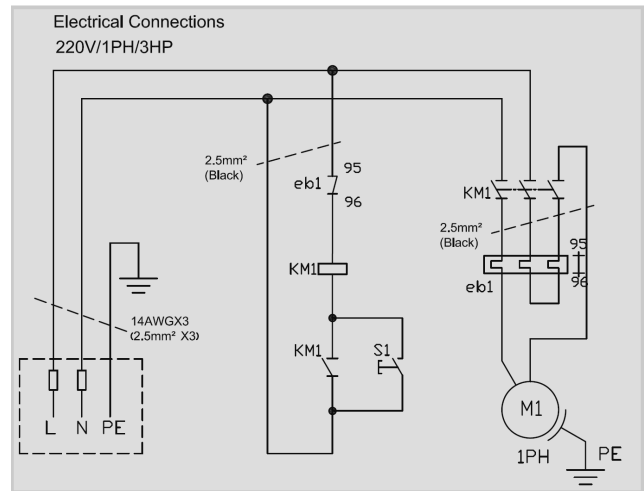 Electrical Connections
220V/1PH/3HP
2.5mm²
(Black)
95
eb1
96
KM1
KM1
S1
KM1
2.5mm²
(Black)
95
96
eb1
14AWGX3
(2.5mm² X3)
L N PE
M1
1PH
PE